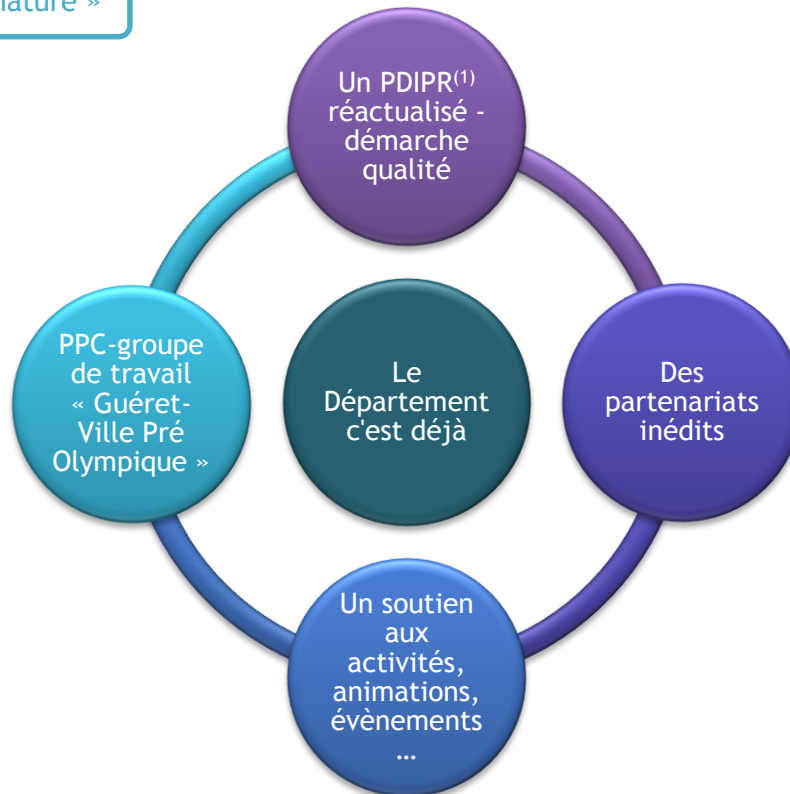 nature »
Un PDIPR(1)
réactualisé -
démarche
qualité
PPC-groupe
de travail
« Guéret-
Ville Pré
Olympique »
Le
Département
c'est déjà
Des
partenariats
inédits
Un soutien
aux
activités,
animations,
évènements
…